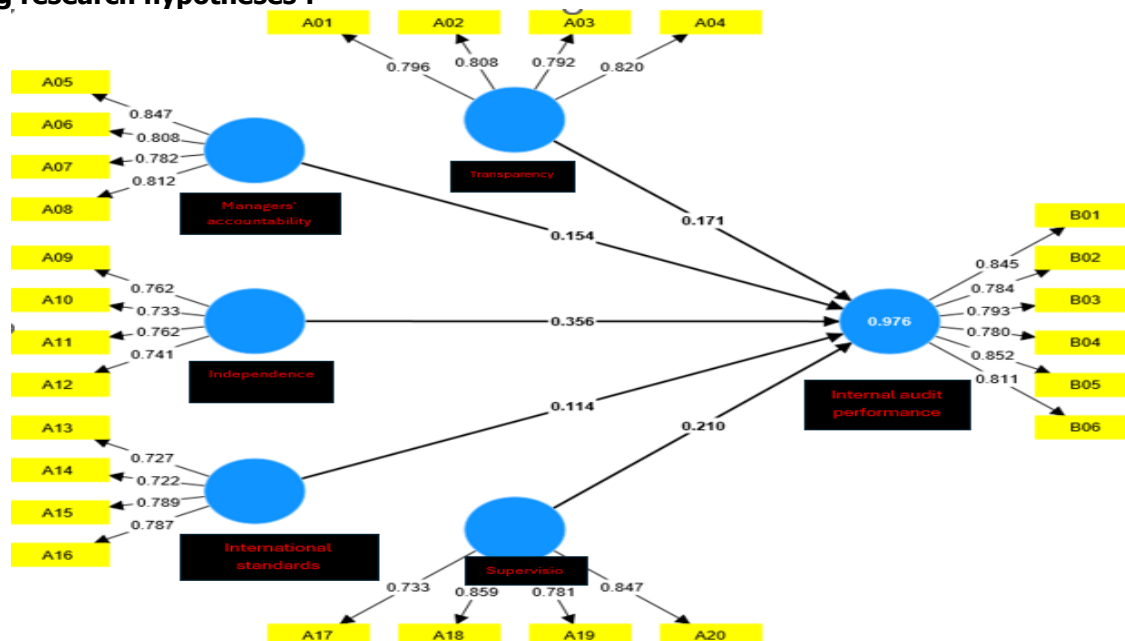 g research hypotheses :
A01
A02
A03
A04
0.796
0.808
0.792
0.820
Transparency
A05
A06
A07
A08
0.847
0.808
0.782
0.812
Managers'
accountability
A09
A10
A11
A12
0.762
0.733
0.762
0.741
Independence
A13
A14
A15
A16
0.727
0.722
0.789
0.787
International
standards
0.171
0.154
0.356
0.114
0.210
0.976
Internal audit
performance
B01
B02
B03
B04
B05
B06
0.845
0.784
0.793
0.780
0.852
0.811
Supervisio
0.733
0.859
0.781
0.847
A17
A18
A19
A20